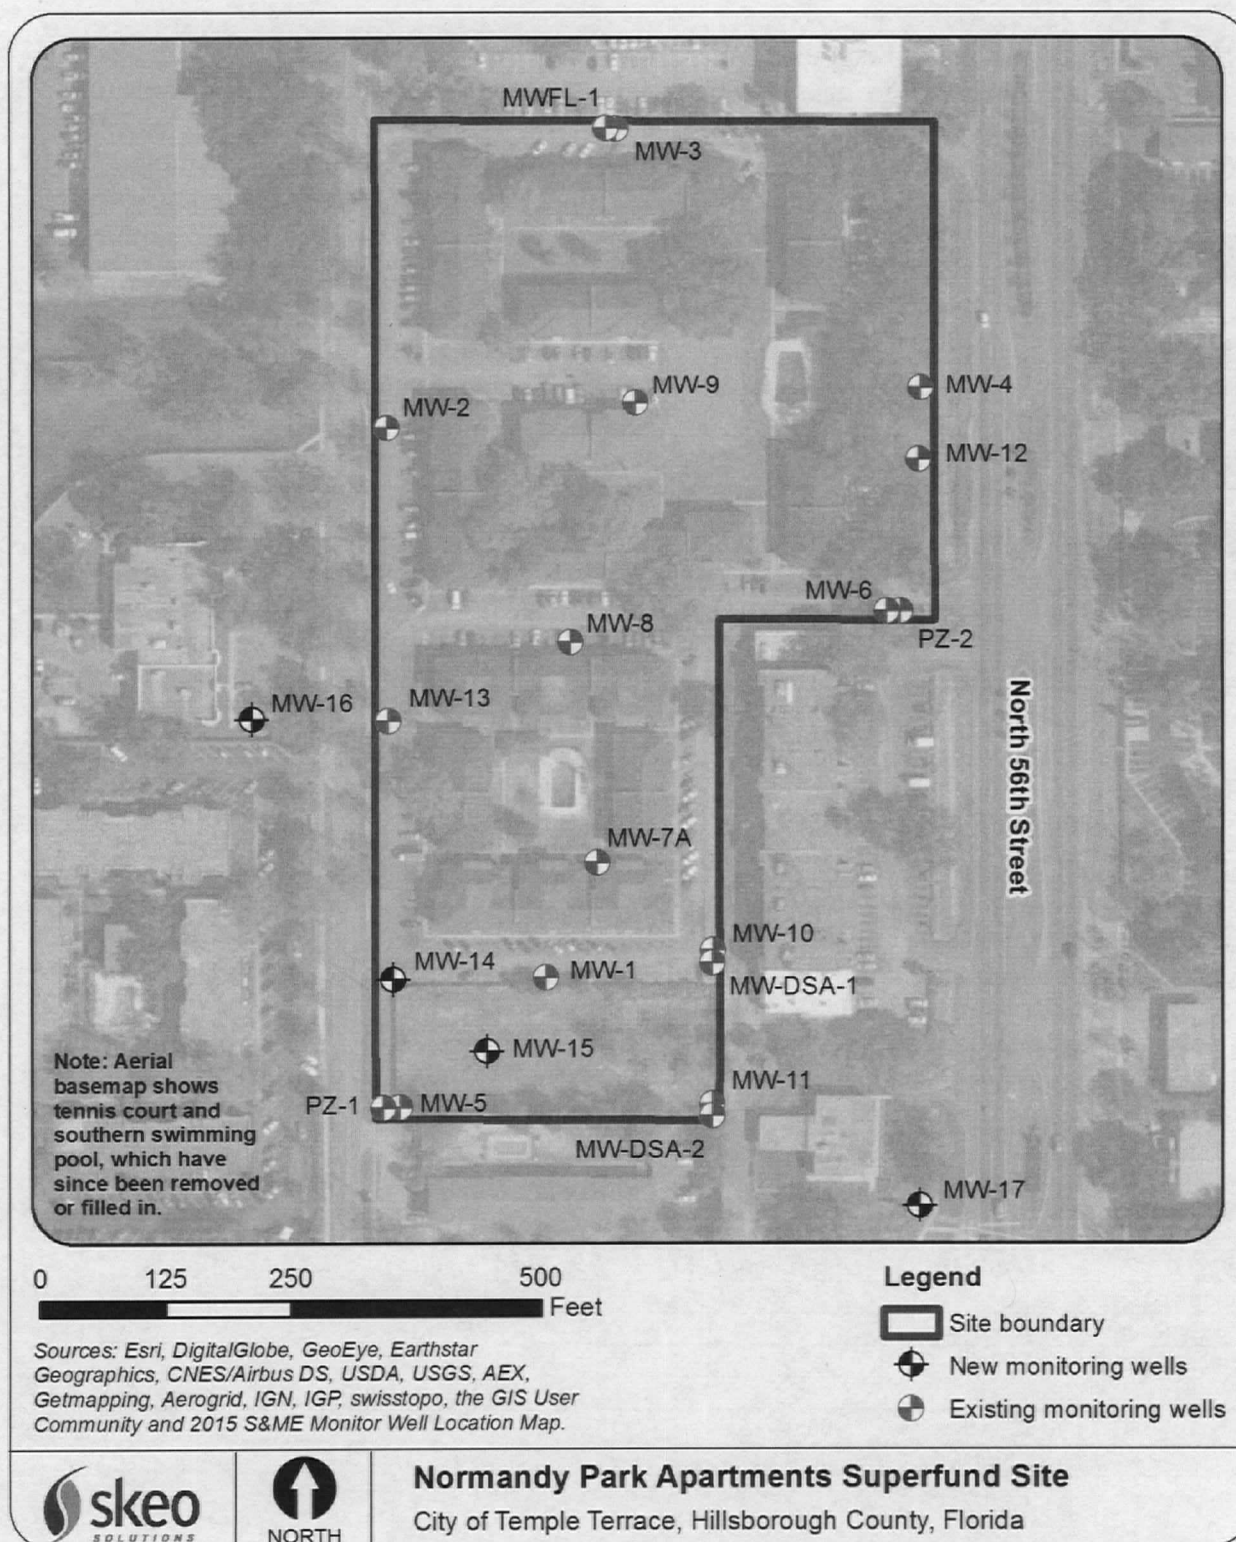 MWFL-1
MW-3
MW-9
MW-4
MW-2
MW-12
MW-6
MW-8
PZ-2
MW-16
MW-13
North 56th Street
MW-7A
MW-10
MW-14
MW-1
MW-DSA-1
MW-15
Note: Aerial
basemap shows
tennis court and
southern swimming
pool, which have
since been removed
or filled in.
MW-11
PZ-1
MW-5
MW-DSA-2
MW-17
0 125 250 500
Feet
Sources: Esri, DigitalGlobe, GeoEye, Earthstar
Geographics, CNES/Airbus DS, USDA, USGS, AEX,
Getmapping, Aerogrid, IGN, IGP, swisstopo, the GIS User
Community and 2015 S&ME Monitor Well Location Map.
Legend
Site boundary
New monitoring wells
Existing monitoring wells
skeo
SOLUTIONS
NORTH
Normandy Park Apartments Superfund Site
City of Temple Terrace, Hillsborough County, Florida